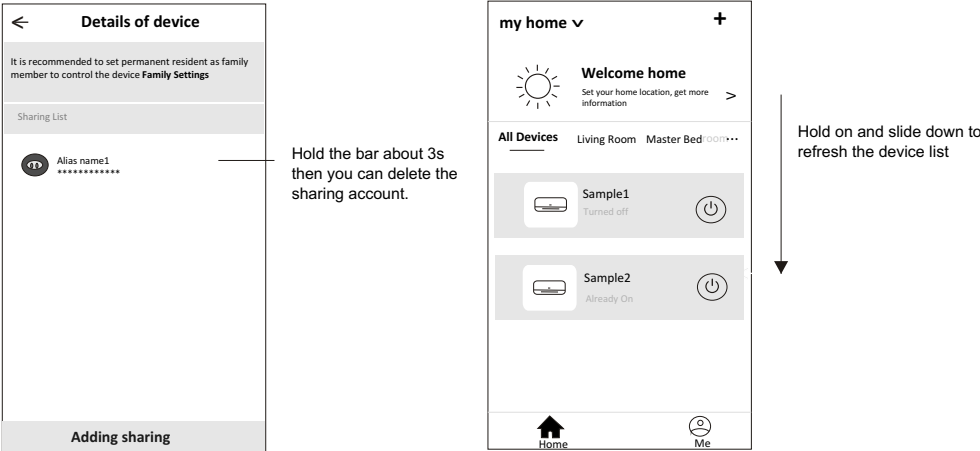 Details of device
It is recommended to set permanent resident as family
member to control the device Family Settings
Sharing List
Alias name1
************
Adding sharing
Hold the bar about 3s
then you can delete the
sharing account.
my home
+
Welcome home
Set your home location, get more
information
>
All Devices Living Room Master Bedroom...
Sample1
Turned off
Sample2
Already On
Home Me
Hold on and slide down to
refresh the device list